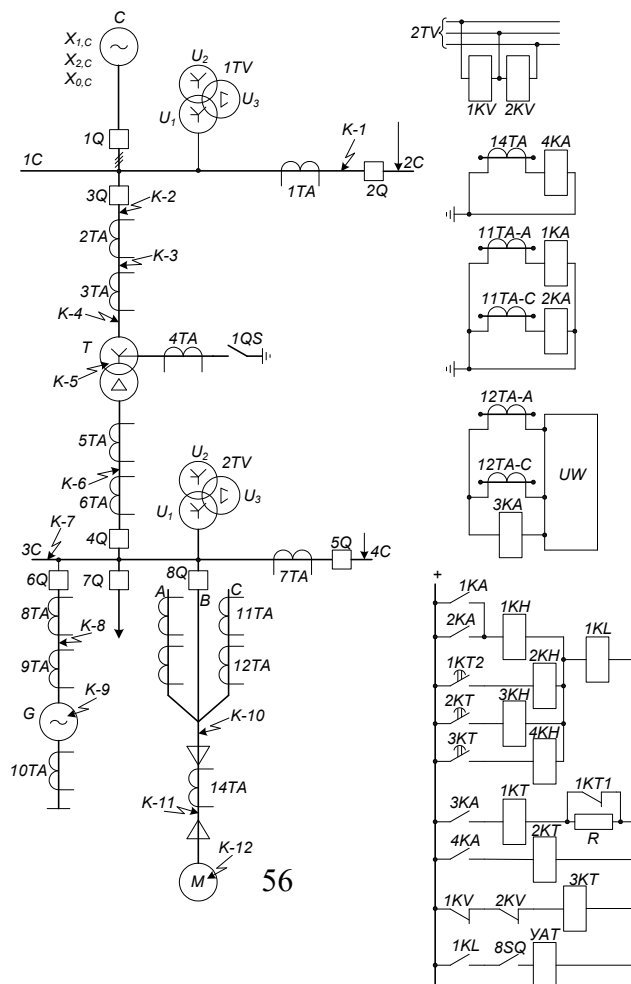 C
X1,C
X2,C
X0,C
U2
1TV
U1
U3
1Q
K-1
1C
2C
1TA
2Q
3Q
K-2
2TA
K-3
3TA
K-4
T
4TA
1QS
K-5
5TA
K-6
6TA
U2
2TV
U1
U3
K-7
4Q
5Q
3C
4C
7TA
6Q
7Q
8Q
A
B
C
8TA
11TA
K-8
9TA
12TA
K-9
G
K-10
10TA
14TA
K-11
K-12
M
56
2TV
1KV
2KV
14TA
4KA
11TA-A
1KA
11TA-C
2KA
12TA-A
12TA-C
UW
3KA
+
1KA
1KH
1KL
2KA
2KH
1KT2
3KH
2KT
4KH
3KT
1KT1
3KA
1KT
R
4KA
2KT
3KT
1KV
2KV
1KL
8SQ
УАТ